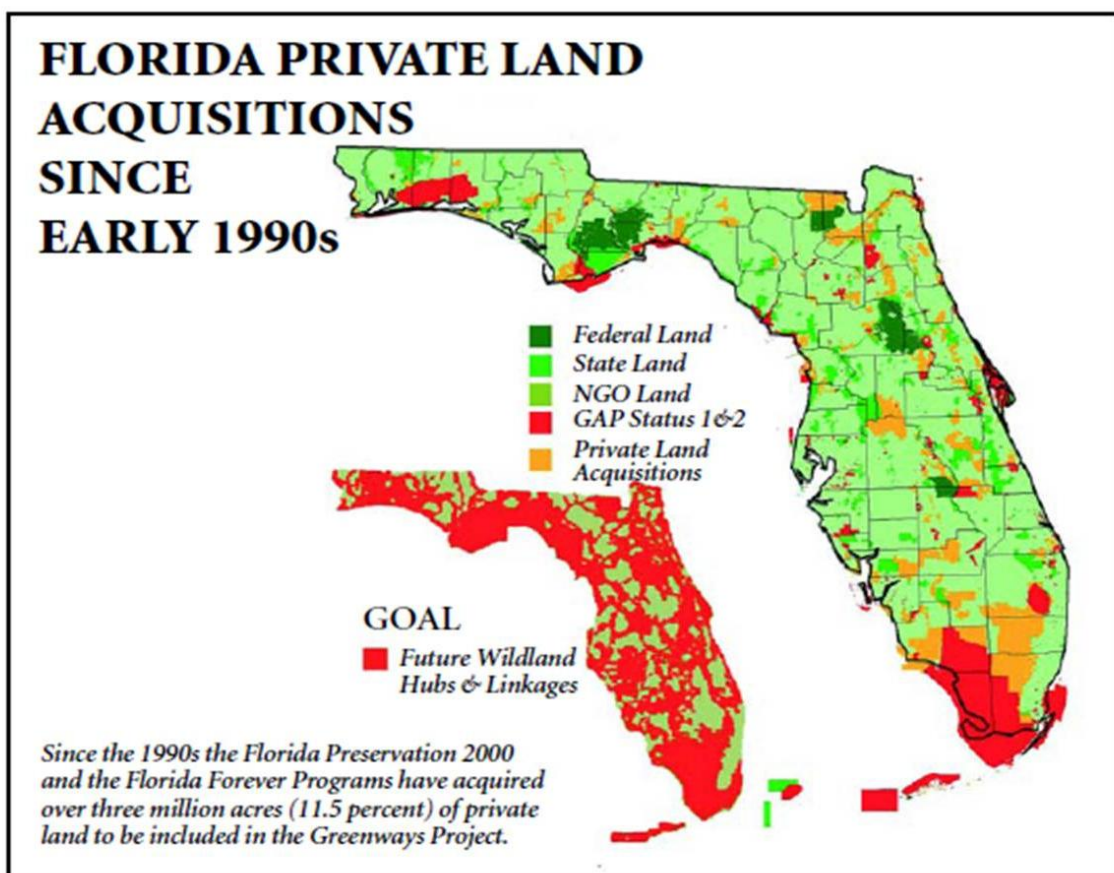 FLORIDA PRIVATE LAND
ACQUISITIONS
SINCE
EARLY 1990s
Federal Land
State Land
NGO Land
GAP Status 1&2
Private Land
Acquisitions
GOAL
Future Wildland
Hubs & Linkages
Since the 1990s the Florida Preservation 2000
and the Florida Forever Programs have acquired
over three million acres (11.5 percent) of private
land to be included in the Greenways Project.